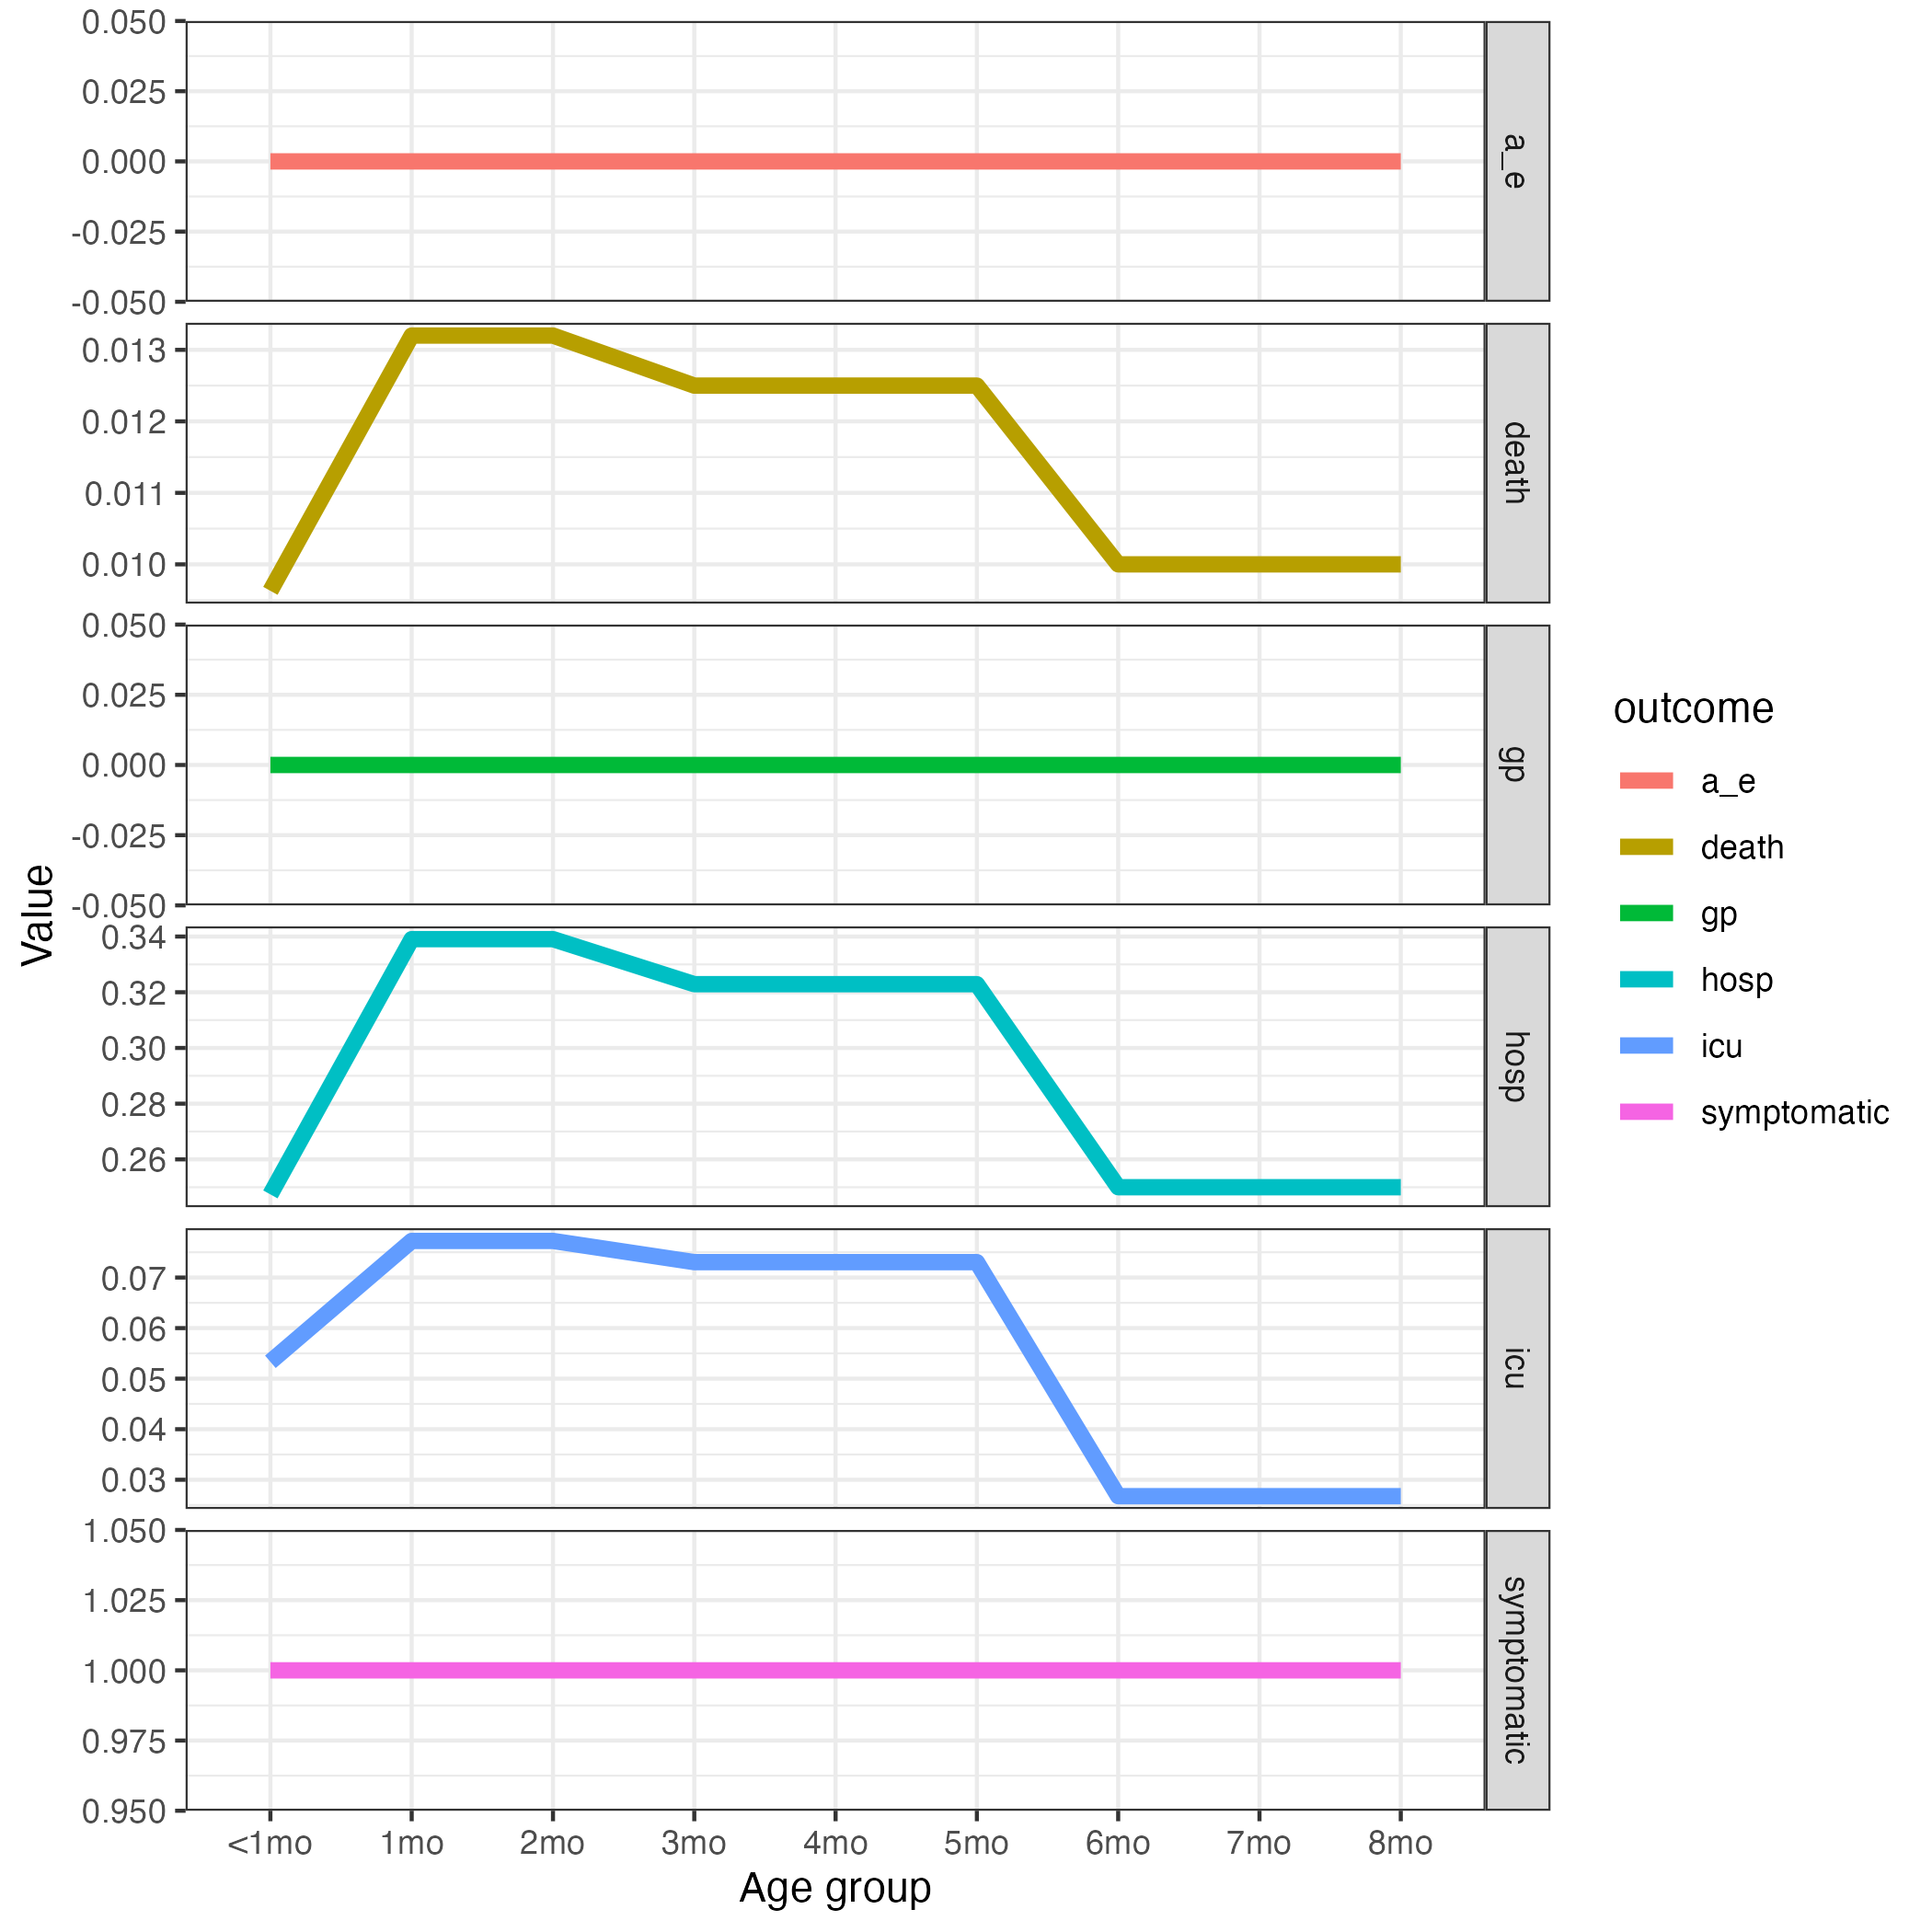 0.050
0.025
0.000
-0.025
-0.050
a_e
0.013
0.012
0.011
0.010
death
0.050
0.025
0.000
-0.025
-0.050
gp
0.34
0.32
0.30
0.28
0.26
hosp
0.07
0.06
0.05
0.04
0.03
icu
1.050
1.025
1.000
0.975
0.950
symptomatic
<1mo 1mo 2mo 3mo 4mo 5mo 6mo 7mo 8mo
Age group
Value
outcome
a_e
death
gp
hosp
icu
symptomatic